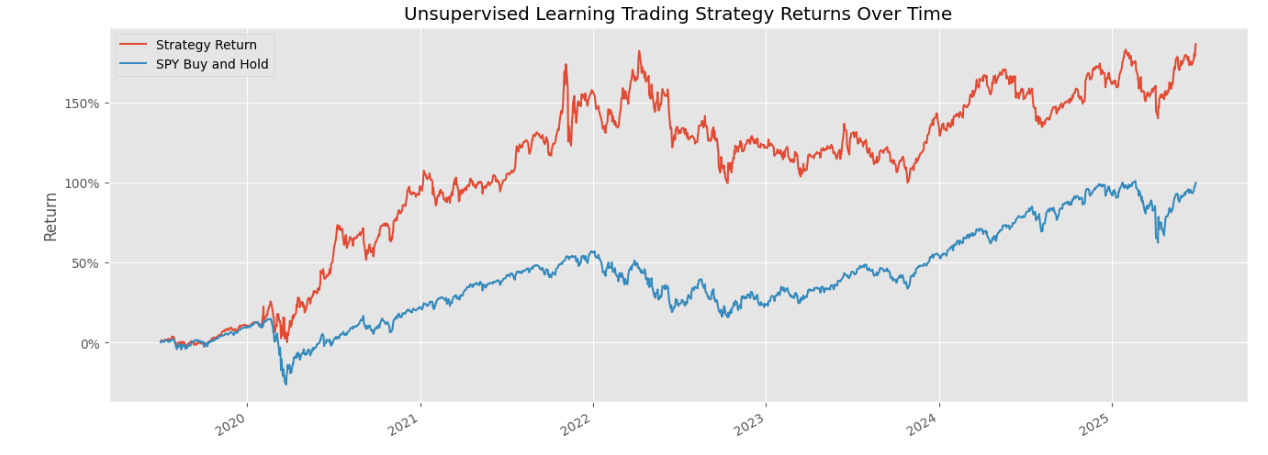 Unsupervised Learning Trading Strategy Returns Over Time
Strategy Return
SPY Buy and Hold
150%
100%
50%
0%
Return
2020
2021
2022
2023
2024
2025